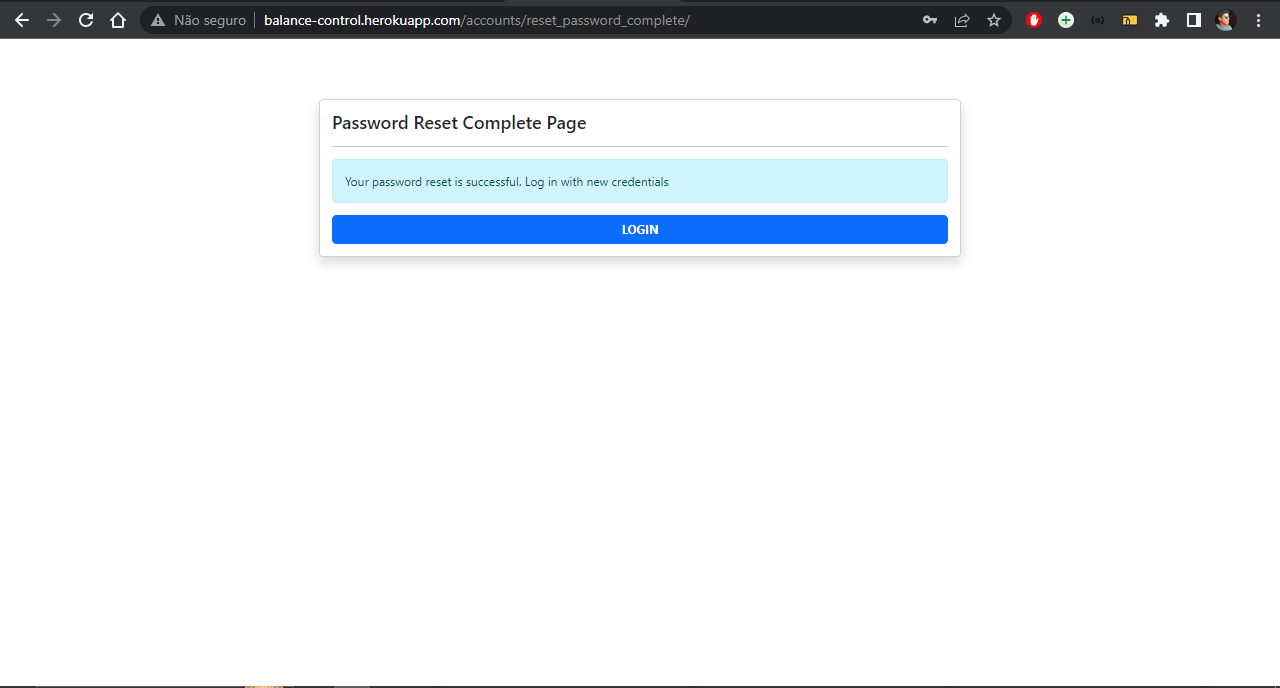 Não seguro
balance-control.herokuapp.com/accounts/reset_password_complete/
Password Reset Complete Page
Your password reset is successful. Log in with new credentials
LOGIN